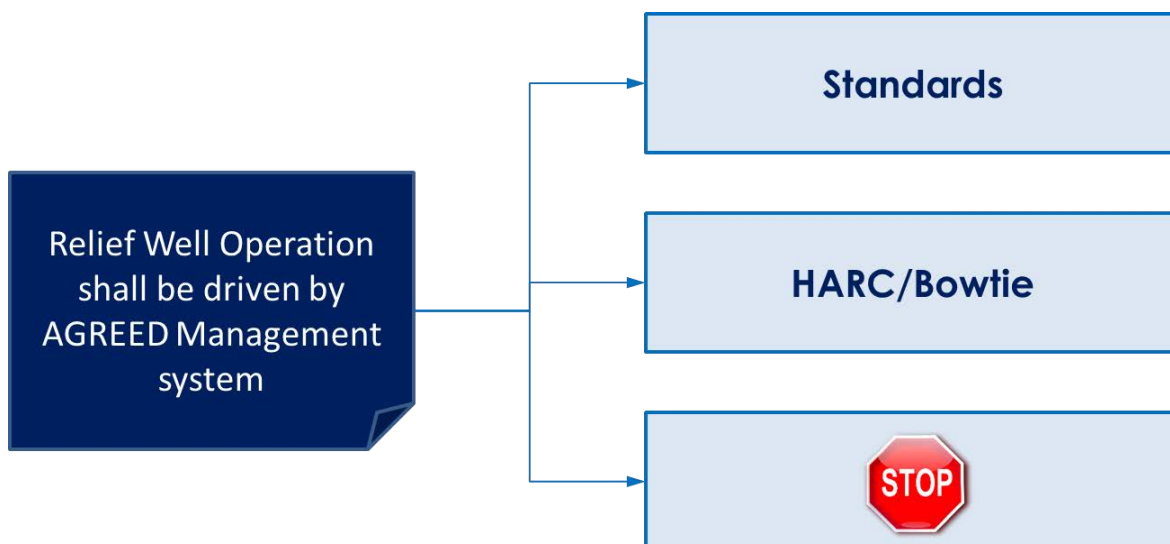 Standards
Relief Well Operation
shall be driven by
AGREED Management
system
HARC/Bowtie
STOP